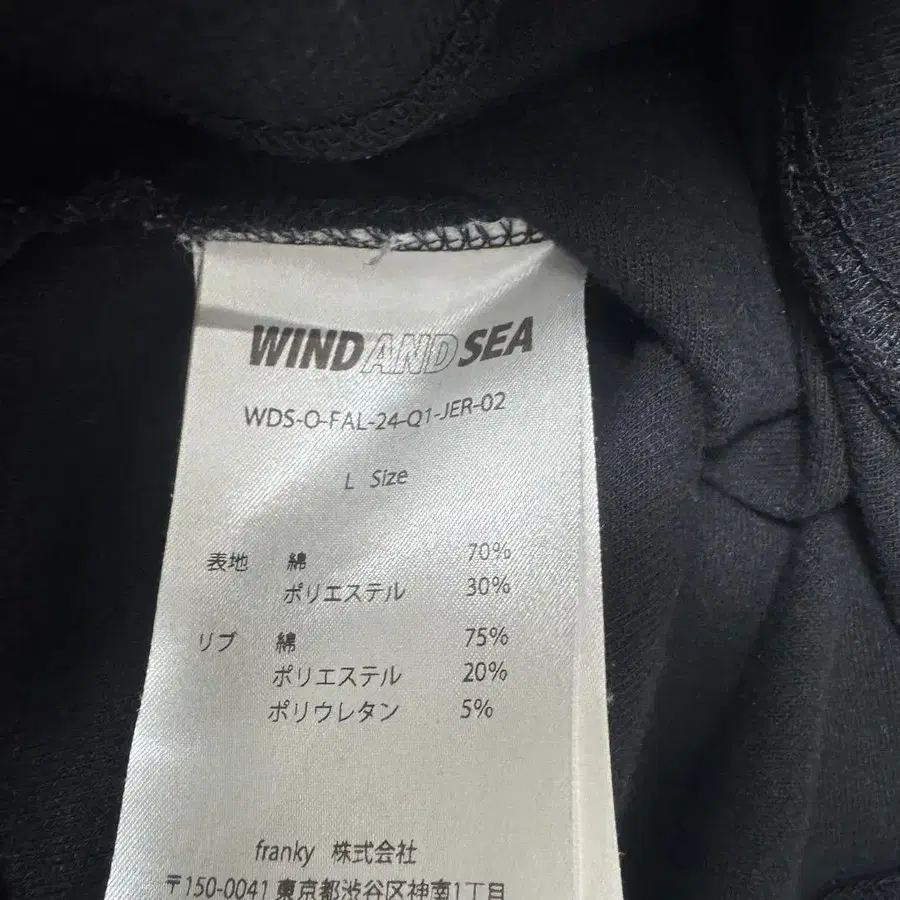 WIND AND SEA
WDS-O-FAL-24-Q1-JER-02
L Size
表地 綿 70%
ポリエステル 30%
リブ 綿 75%
ポリエステル 20%
ポリウレタン 5%
franky 株式会社
〒150-0041 東京都渋谷区神南1丁目